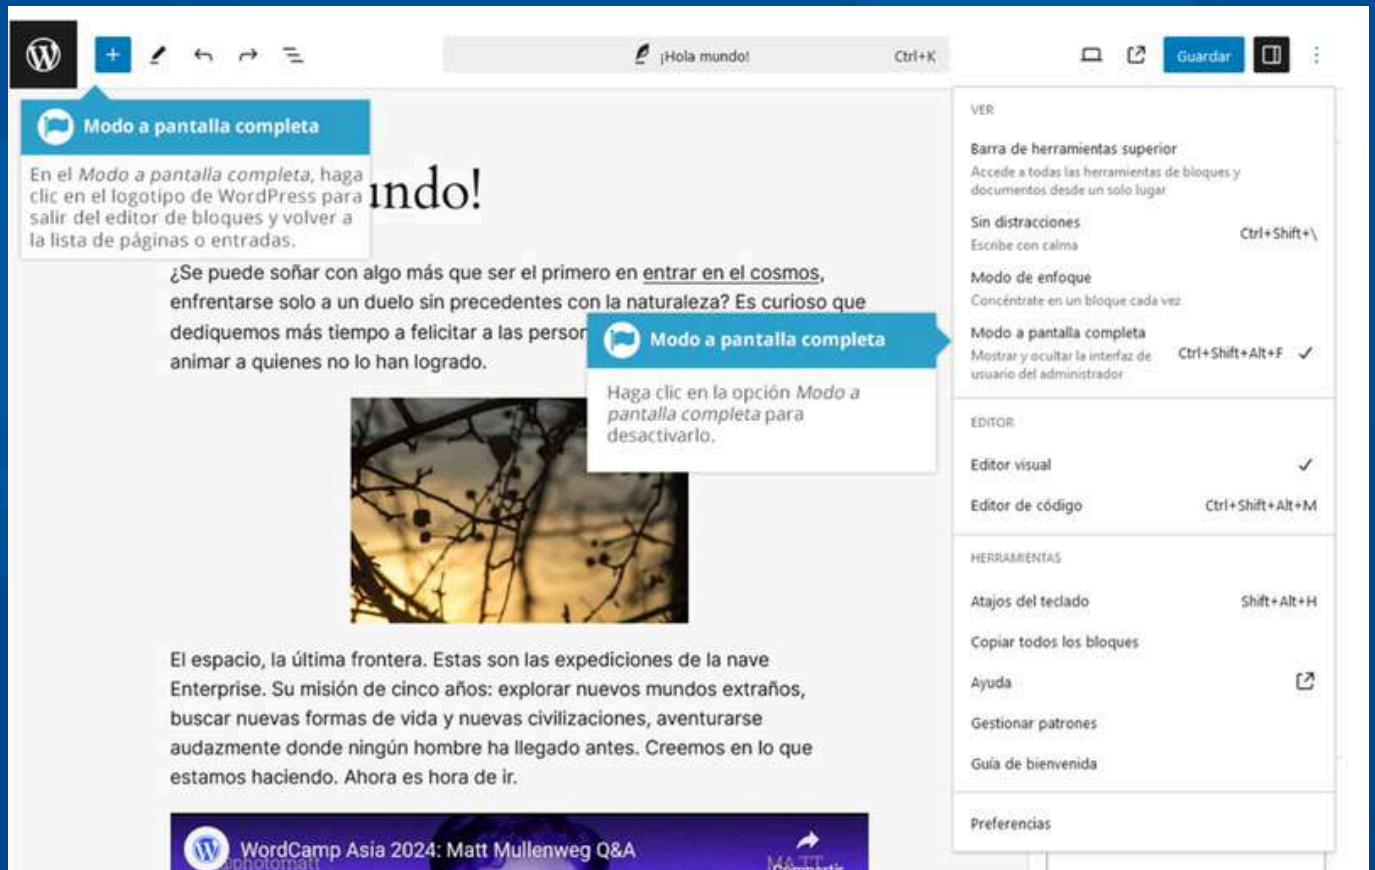 ¡Hola mundo!
Ctrl+K
Guardar
Modo a pantalla completa
En el Modo a pantalla completa, haga
clic en el logotipo de WordPress para
salir del editor de bloques y volver a
la lista de páginas o entradas.
undo!
¿Se puede soñar con algo más que ser el primero en entrar en el cosmos,
enfrentarse solo a un duelo sin precedentes con la naturaleza? Es curioso que
dediquemos más tiempo a felicitar a las person
animar a quienes no lo han logrado.
Modo a pantalla completa
Haga clic en la opción Modo a
pantalla completa para
desactivarlo.
El espacio, la última frontera. Estas son las expediciones de la nave
Enterprise. Su misión de cinco años: explorar nuevos mundos extraños,
buscar nuevas formas de vida y nuevas civilizaciones, aventurarse
audazmente donde ningún hombre ha llegado antes. Creemos en lo que
estamos haciendo. Ahora es hora de ir.
WordCamp Asia 2024: Matt Mullenweg Q&A
@photomatt
MATT
Compartir
VER
Barra de herramientas superior
Accede a todas las herramientas de bloques y
documentos desde un solo lugar
Sin distracciones
Ctrl+Shift+\
Escribe con calma
Modo de enfoque
Concéntrate en un bloque cada vez
Modo a pantalla completa
Mostrar y ocultar la interfaz de
usuario del administrador
Ctrl+Shift+Alt+F
EDITOR
Editor visual
Editor de código
Ctrl+Shift+Alt+M
HERRAMIENTAS
Atajos del teclado
Shift+Alt+H
Copiar todos los bloques
Ayuda
Gestionar patrones
Guía de bienvenida
Preferencias